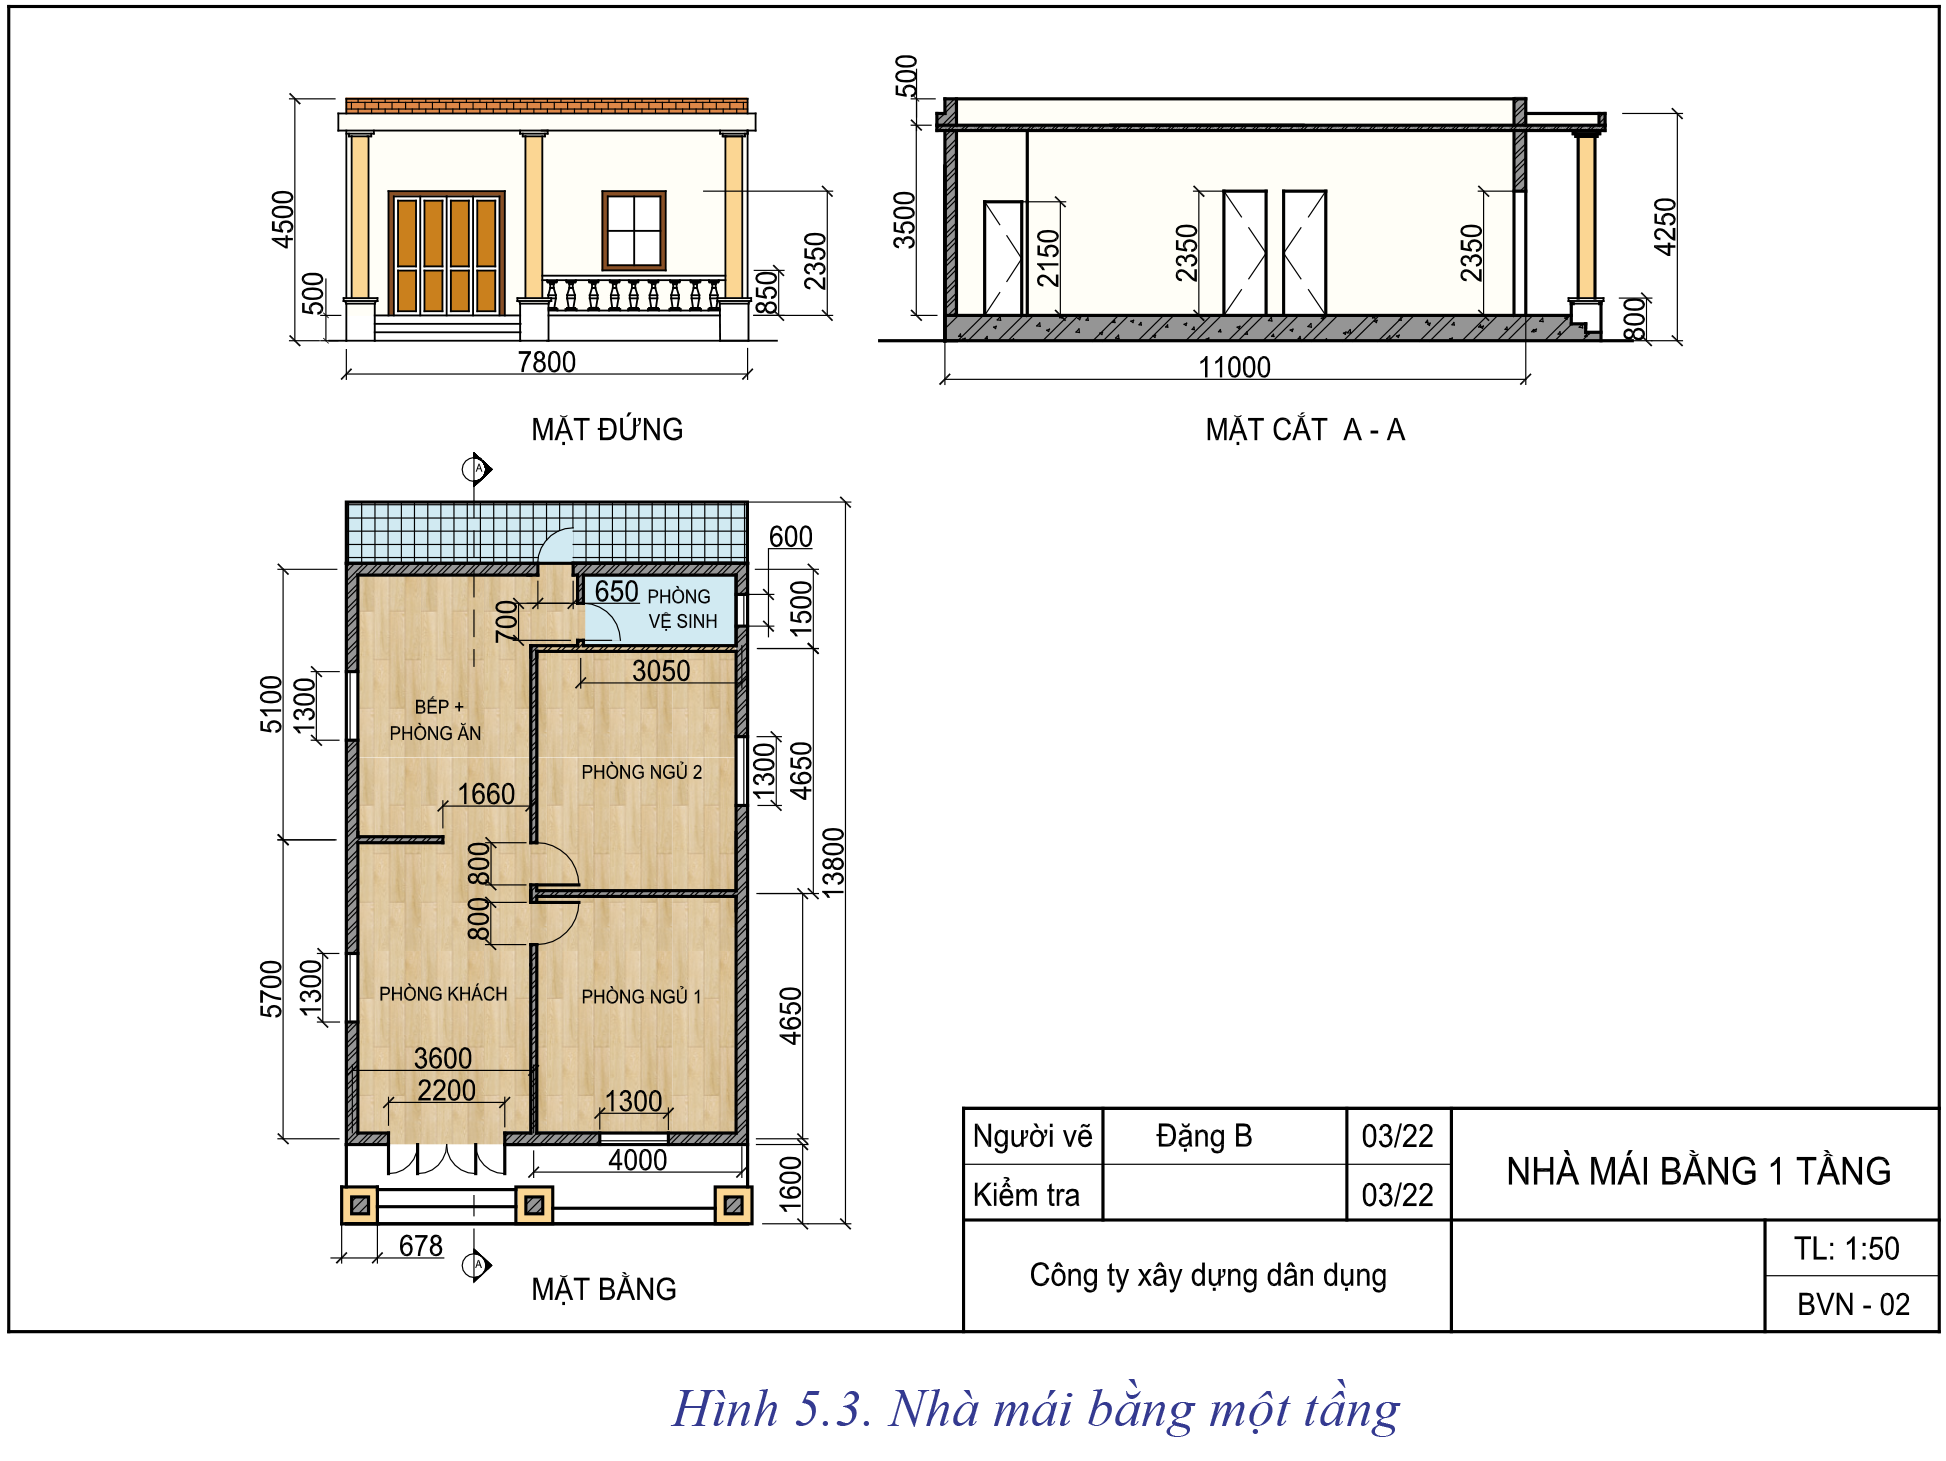 500
4500
500
2350
850
7800
MẶT ĐỨNG
500
3500
2150
2350
2350
4250
800
11000
MẶT CẮT A - A
A
600
650
PHÒNG
VỆ SINH
700
1500
3050
5100
1300
BẾP +
PHÒNG ĂN
PHÒNG NGỦ 2
1300
4650
1660
800
13800
800
5700
1300
PHÒNG KHÁCH
PHÒNG NGỦ 1
4650
3600
2200
1300
4000
1600
678
A
MẶT BẰNG
Người vẽ Đặng B 03/22
Kiểm tra 03/22
NHÀ MÁI BẰNG 1 TẦNG
Công ty xây dựng dân dụng
TL: 1:50
BVN - 02
Hình 5.3. Nhà mái bằng một tầng